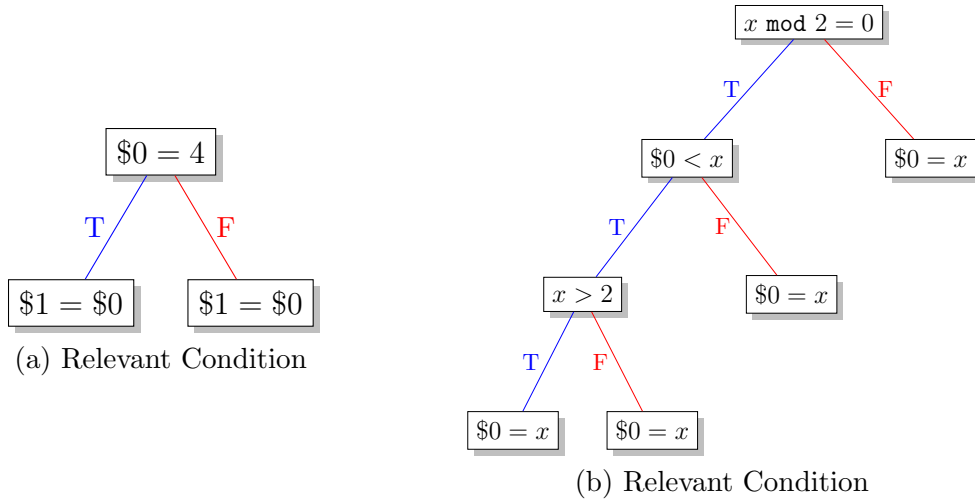 x mod 2 = 0
T
F
$0 = 4
$0 < x
$0 = x
T
F
T
F
$1 = $0
$1 = $0
x > 2
$0 = x
(a) Relevant Condition
T
F
$0 = x
$0 = x
(b) Relevant Condition